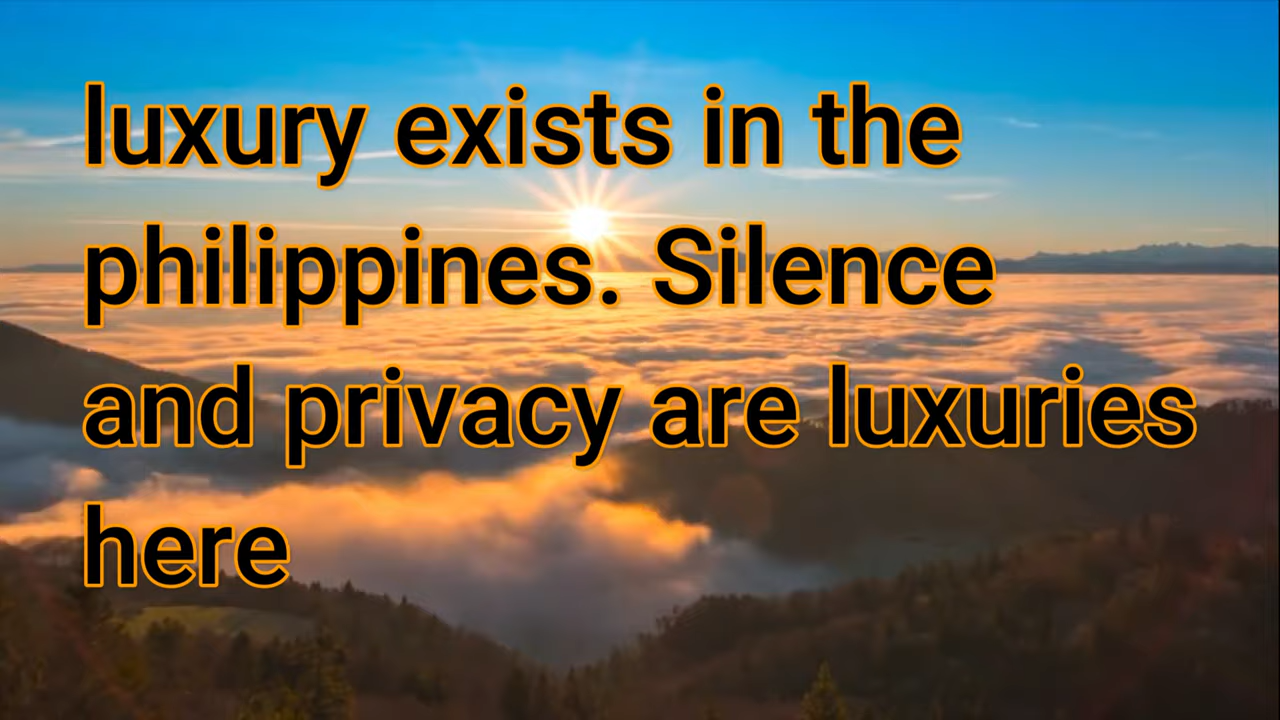 luxury exists in the
philippines. Silence
and privacy are luxuries
here